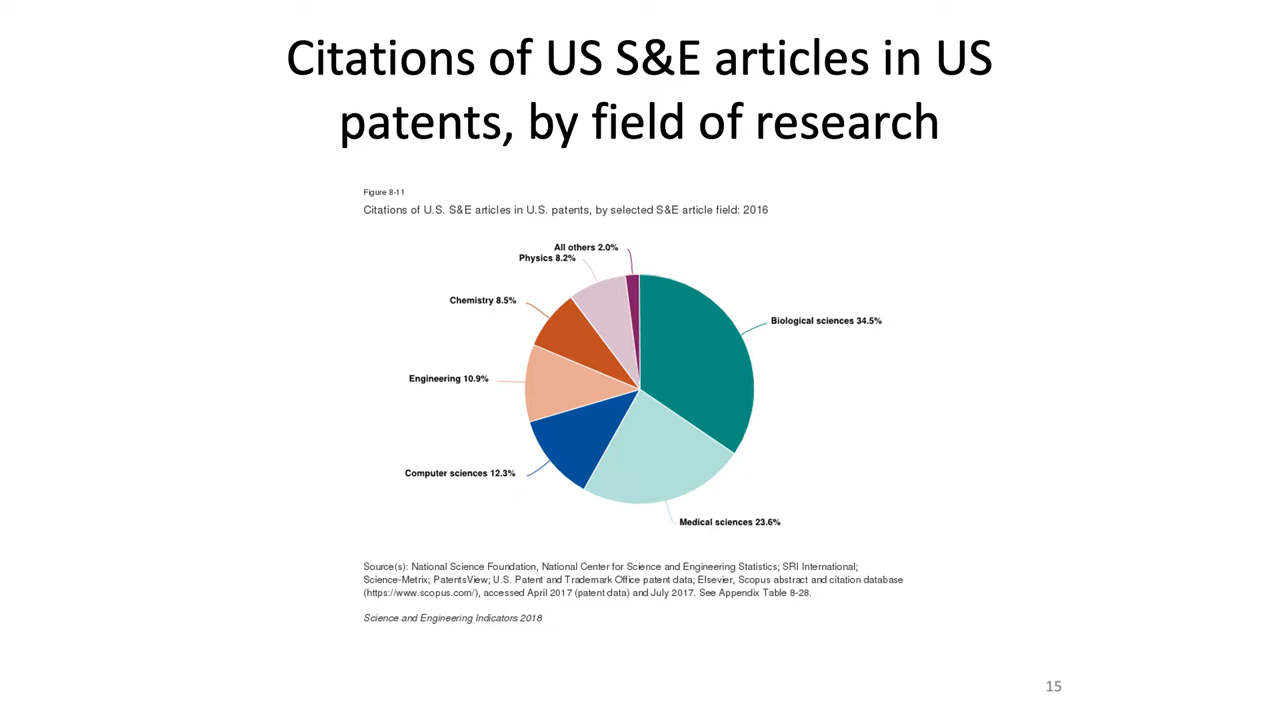 Citations of US S&E articles in US
patents, by field of research
Figure 8-11
Citations of U.S. S&E articles in U.S. patents, by selected S&E article field: 2016
All others 2.0%
Physics 8.2%
Chemistry 8.5%
Biological sciences 34.5%
Engineering 10.9%
Computer sciences 12.3%
Medical sciences 23.6%
Source(s): National Science Foundation, National Center for Science and Engineering Statistics; SRI International;
Science-Metrix; PatentsView; U.S. Patent and Trademark Office patent data; Elsevier, Scopus abstract and citation database
(https://www.scopus.com/), accessed April 2017 (patent data) and July 2017. See Appendix Table 8-28.
Science and Engineering Indicators 2018
15